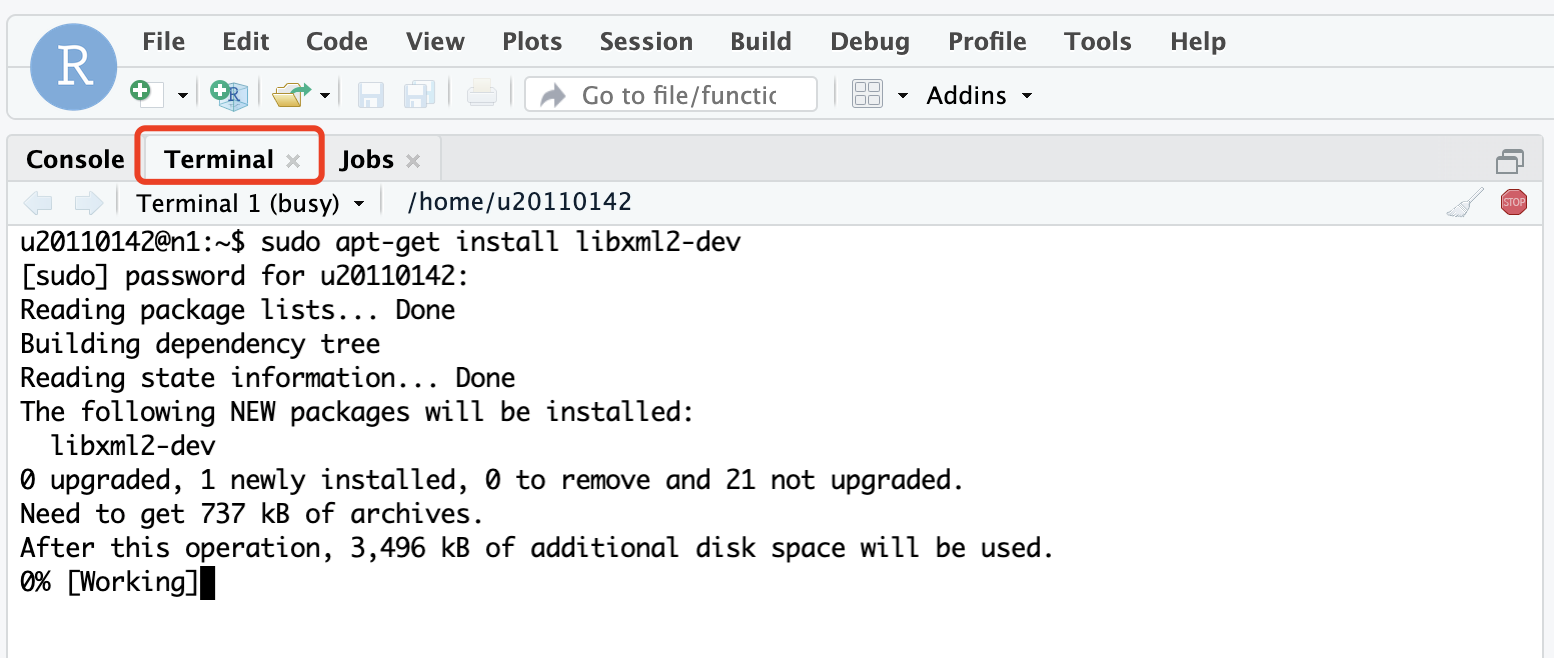 R File Edit Code View Plots Session Build Debug Profile Tools Help
R Go to file/functic Addins
Console Terminal × Jobs ×
Terminal 1 (busy) /home/u20110142 STOP
u20110142@n1:~$ sudo apt-get install libxml2-dev
[sudo] password for u20110142:
Reading package lists... Done
Building dependency tree
Reading state information... Done
The following NEW packages will be installed:
  libxml2-dev
0 upgraded, 1 newly installed, 0 to remove and 21 not upgraded.
Need to get 737 kB of archives.
After this operation, 3,496 kB of additional disk space will be used.
0% [Working]